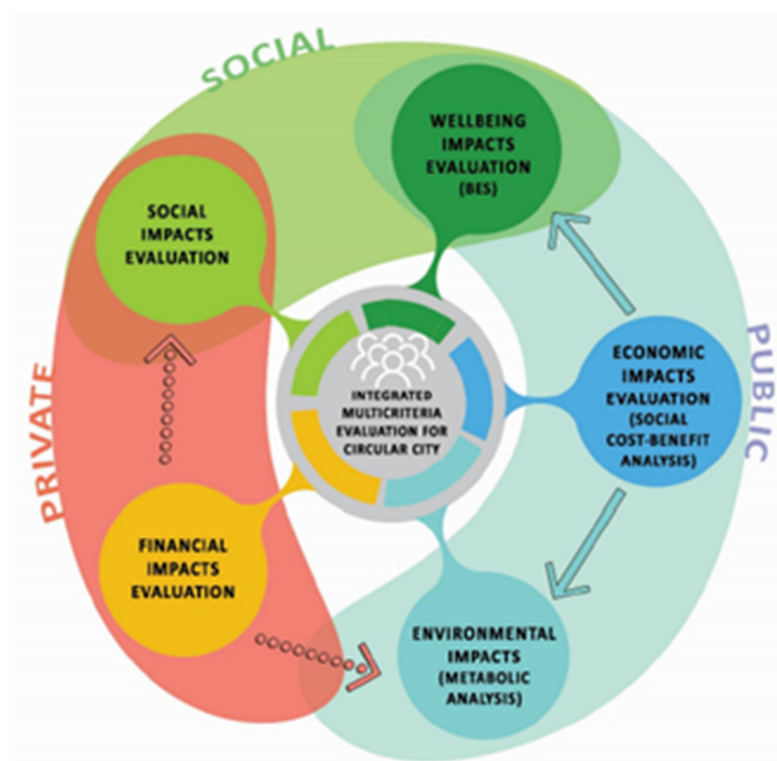 SOCIAL
WELLBEING
IMPACTS
EVALUATION
(BES)
SOCIAL
IMPACTS
EVALUATION
PUBLIC
ECONOMIC
IMPACTS
EVALUATION
(SOCIAL
COST-BENEFIT
ANALYSIS)
INTEGRATED
MULTICRITERIA
EVALUATION FOR
CIRCULAR CITY
PRIVATE
FINANCIAL
IMPACTS
EVALUATION
ENVIRONMENTAL
IMPACTS
(METABOLIC
ANALYSIS)